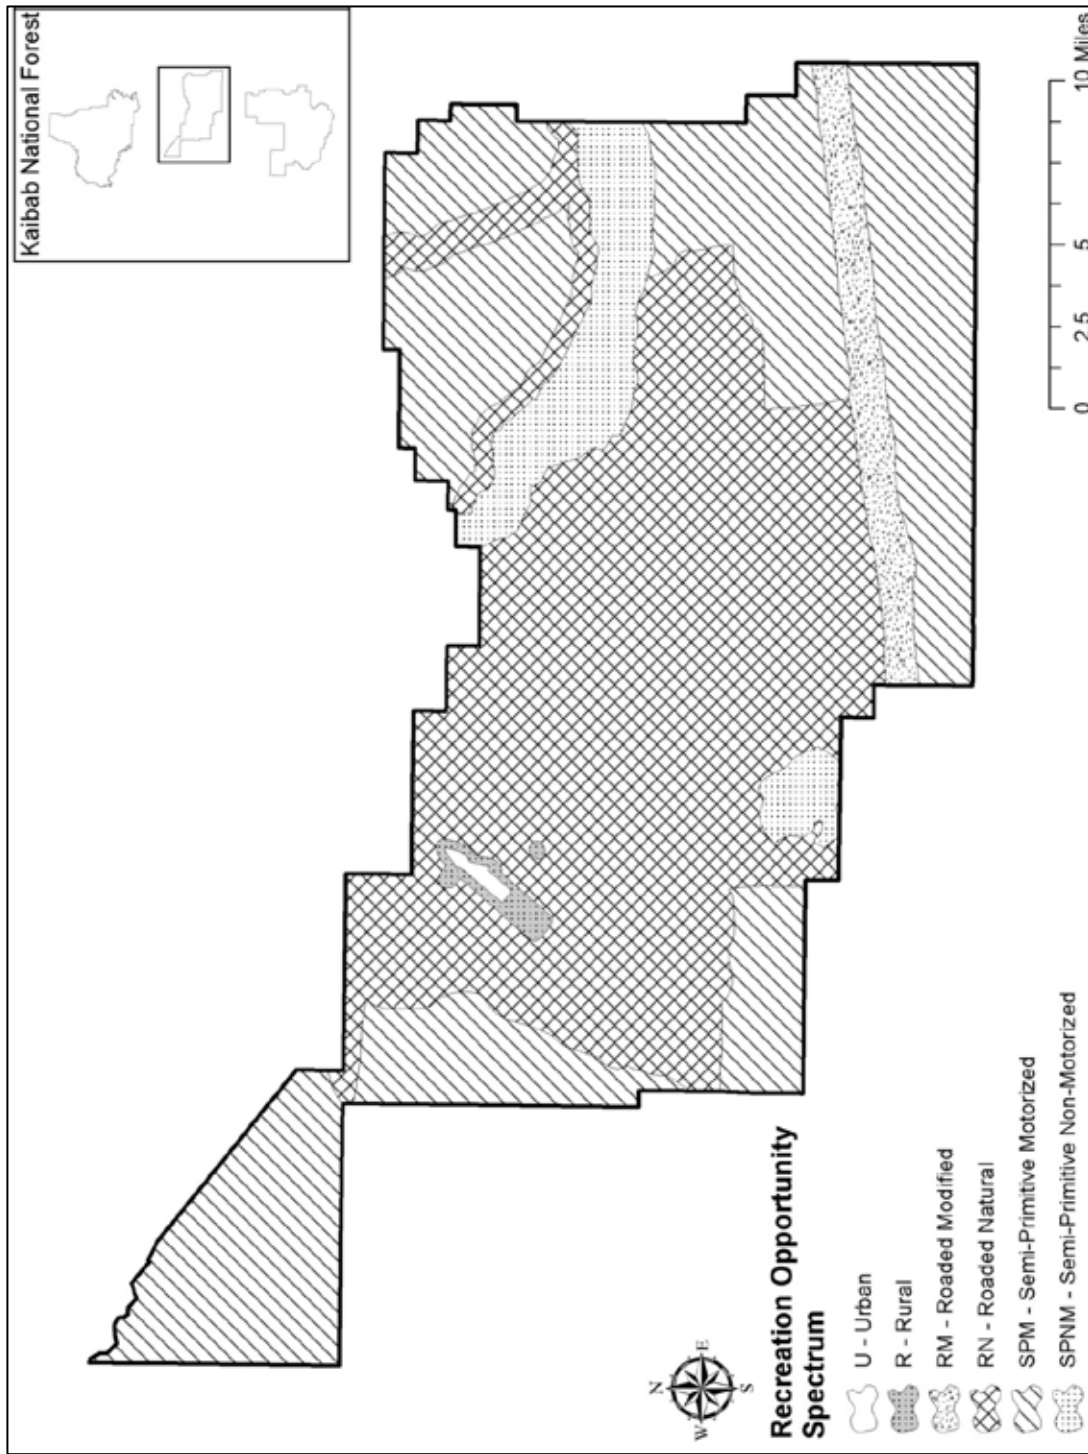 Kaibab National Forest
N
W
E
S
Recreation Opportunity
Spectrum
U - Urban
R - Rural
RM - Roaded Modified
RN - Roaded Natural
SPM - Semi-Primitive Motorized
SPNM - Semi-Primitive Non-Motorized
0 2.5 5 10 Miles